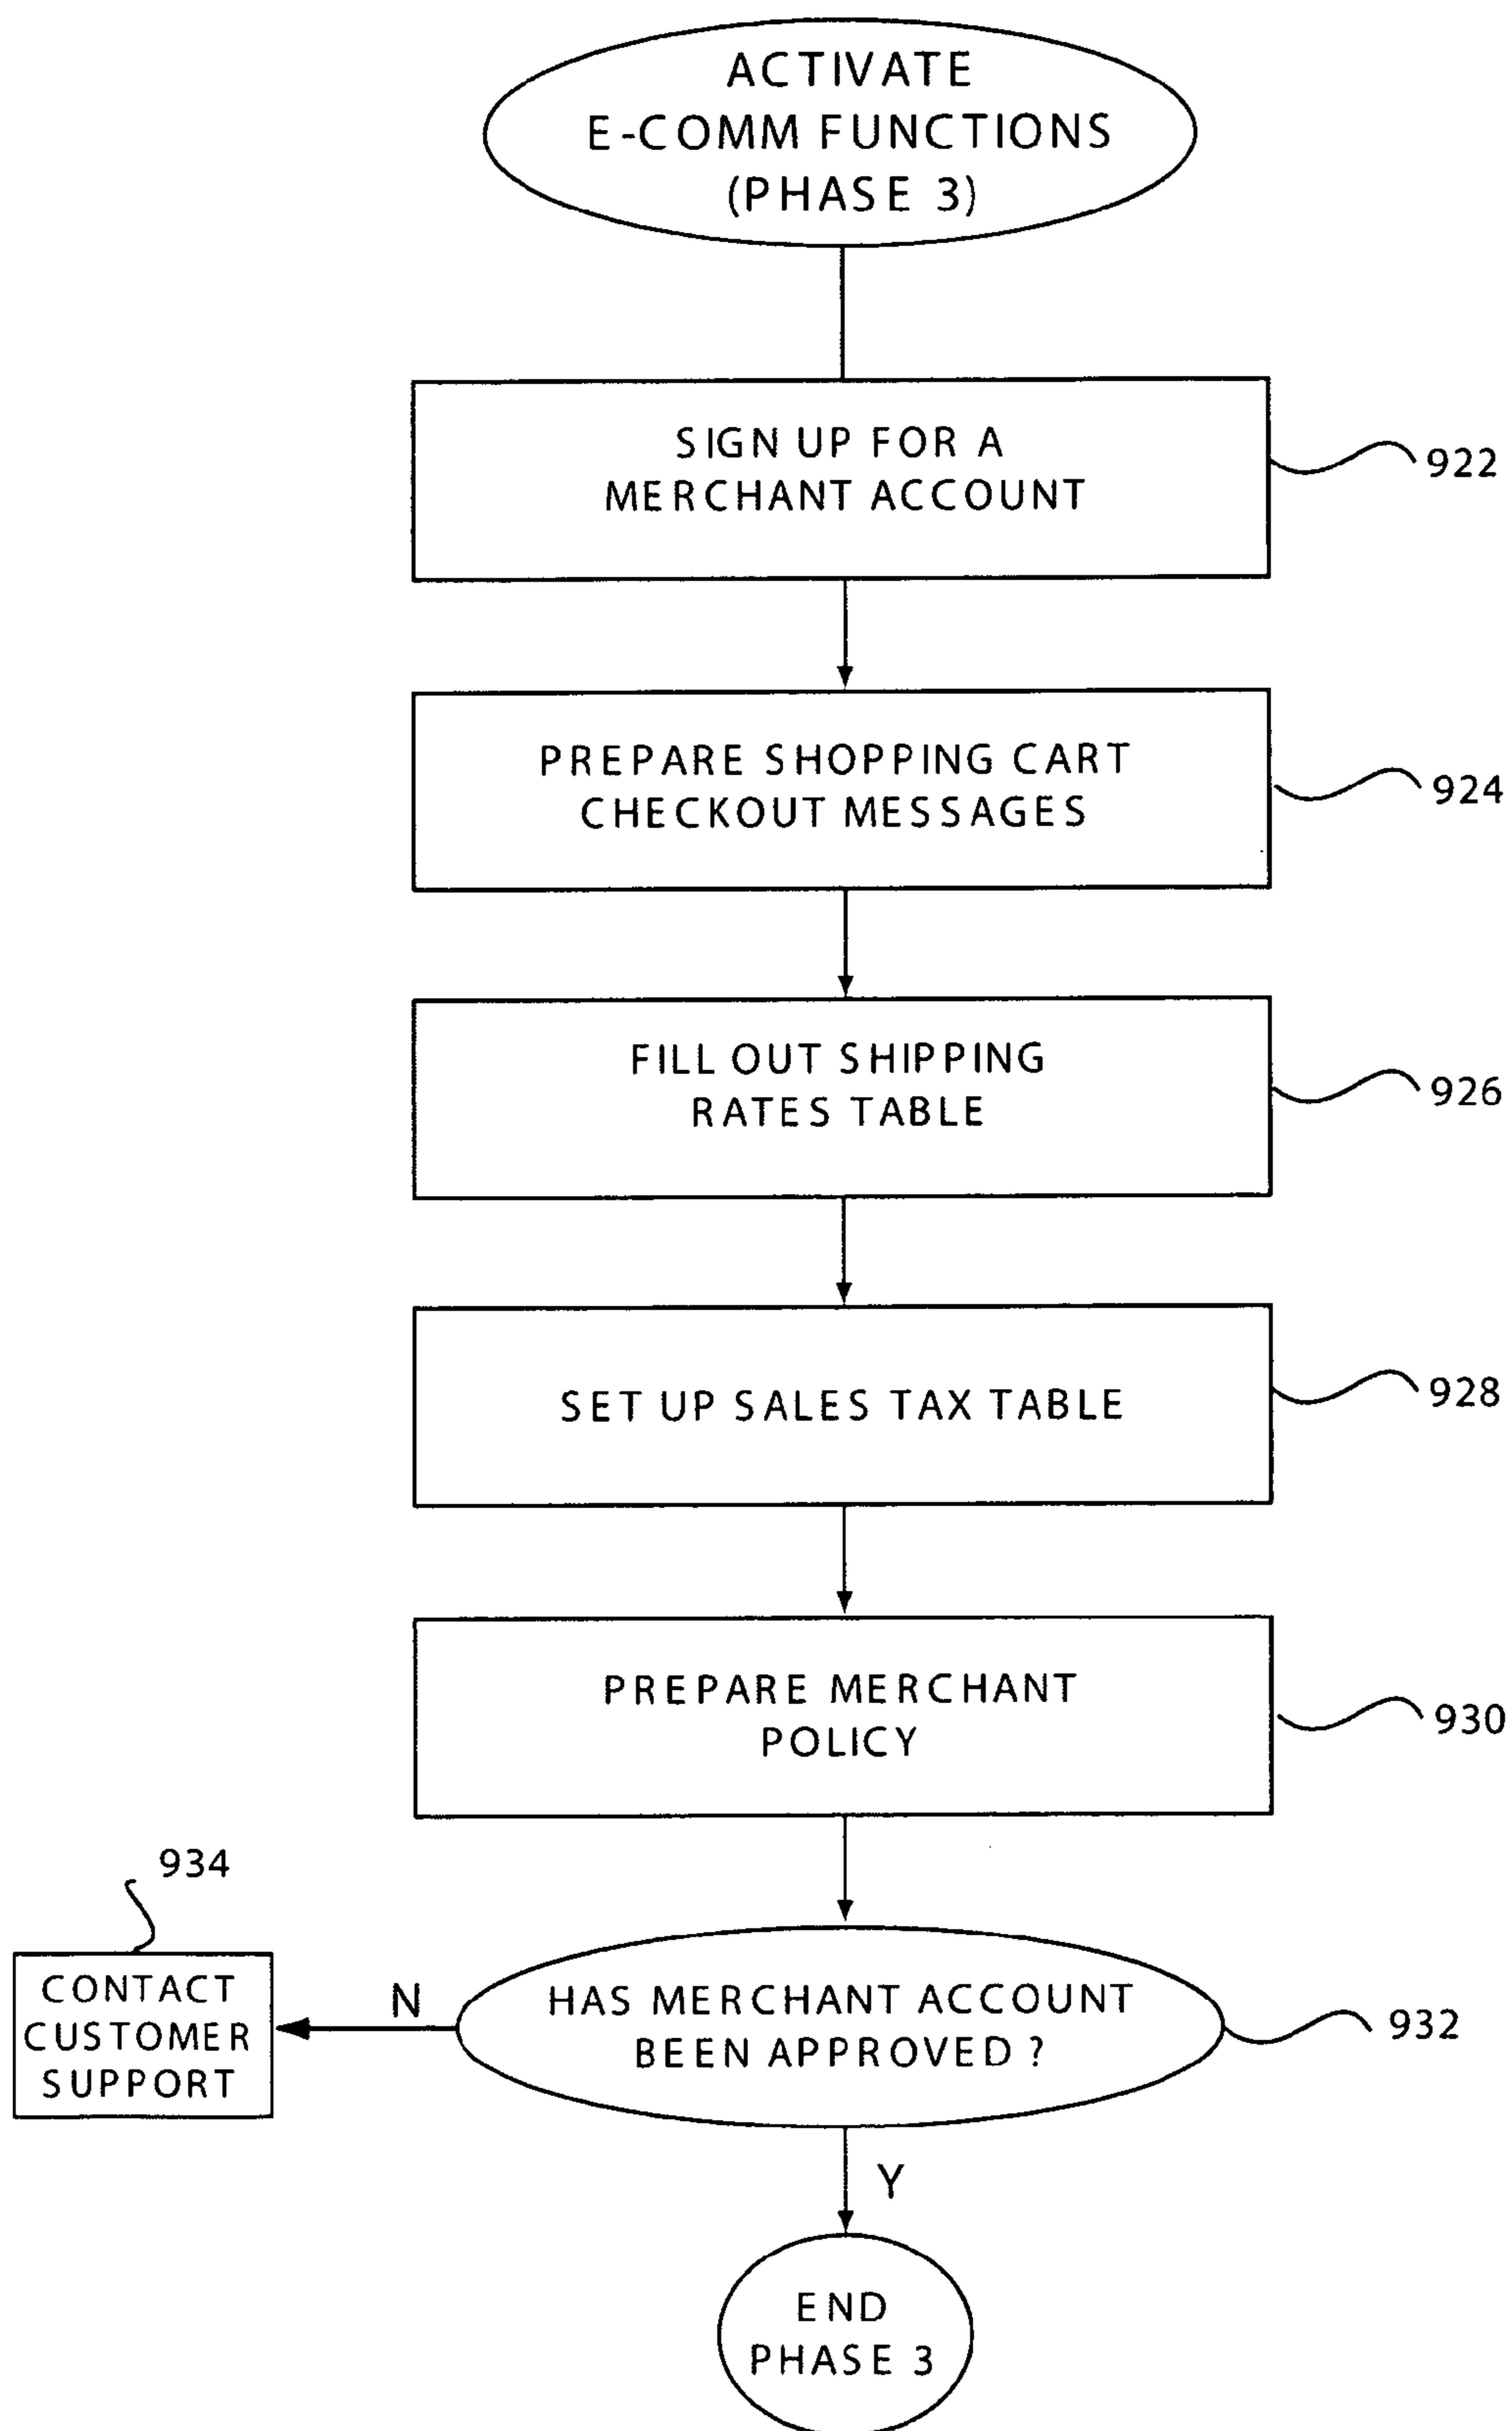 ACTIVATE
E-COMM FUNCTIONS
(PHASE 3)
SIGN UP FOR A
MERCHANT ACCOUNT
922
PREPARE SHOPPING CART
CHECKOUT MESSAGES
924
FILL OUT SHIPPING
RATES TABLE
926
SET UP SALES TAX TABLE
928
PREPARE MERCHANT
POLICY
930
934
CONTACT
CUSTOMER
SUPPORT
N
HAS MERCHANT ACCOUNT
BEEN APPROVED ?
932
Y
END
PHASE 3